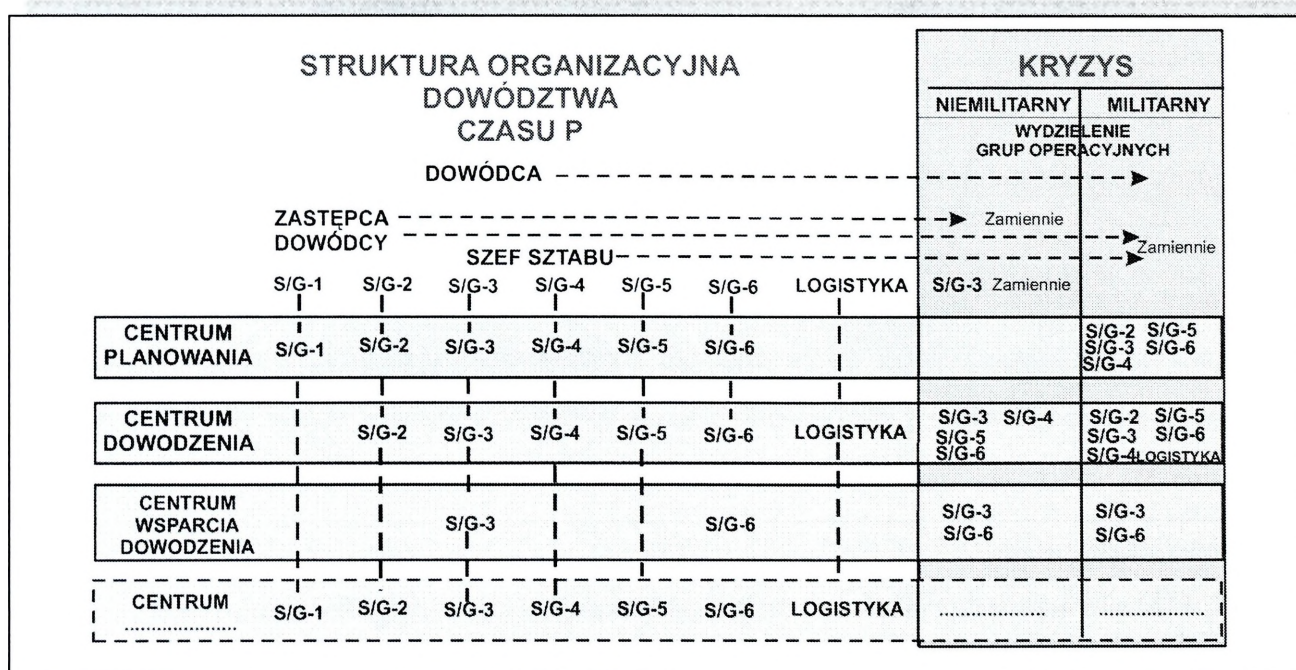 STRUKTURA ORGANIZACYJNA
DOWÓDZTWA
CZASU P
KRYZYS
NIEMILITARNY MILITARNY
WYDZIELENIE
GRUP OPERACYJNYCH
DOWÓDCA
ZASTĘPCA
DOWÓDCY
Zamiennie
Zamiennie
SZEF SZTABU
S/G-1 S/G-2 S/G-3 S/G-4 S/G-5 S/G-6 LOGISTYKA S/G-3 Zamiennie
CENTRUM
PLANOWANIA
S/G-1 S/G-2 S/G-3 S/G-4 S/G-5 S/G-6
S/G-2 S/G-5
S/G-3 S/G-6
S/G-4
CENTRUM
DOWODZENIA
S/G-2 S/G-3 S/G-4 S/G-5 S/G-6 LOGISTYKA
S/G-3 S/G-4
S/G-5
S/G-6
S/G-2 S/G-5
S/G-3 S/G-6
S/G-4 LOGISTYKA
CENTRUM
WSPARCIA
DOWODZENIA
S/G-3 S/G-6
S/G-3
S/G-6
S/G-3
S/G-6
CENTRUM
....................
S/G-1 S/G-2 S/G-3 S/G-4 S/G-5 S/G-6 LOGISTYKA